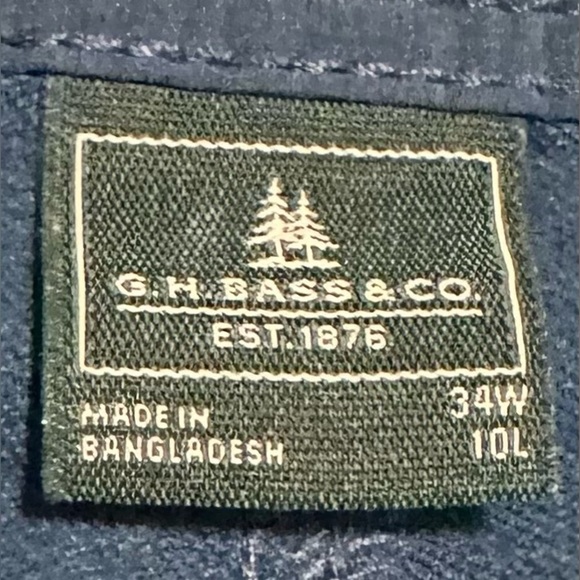 G.H.BASS & CO.
EST.1876
MADE IN
BANGLADESH
34W
10L